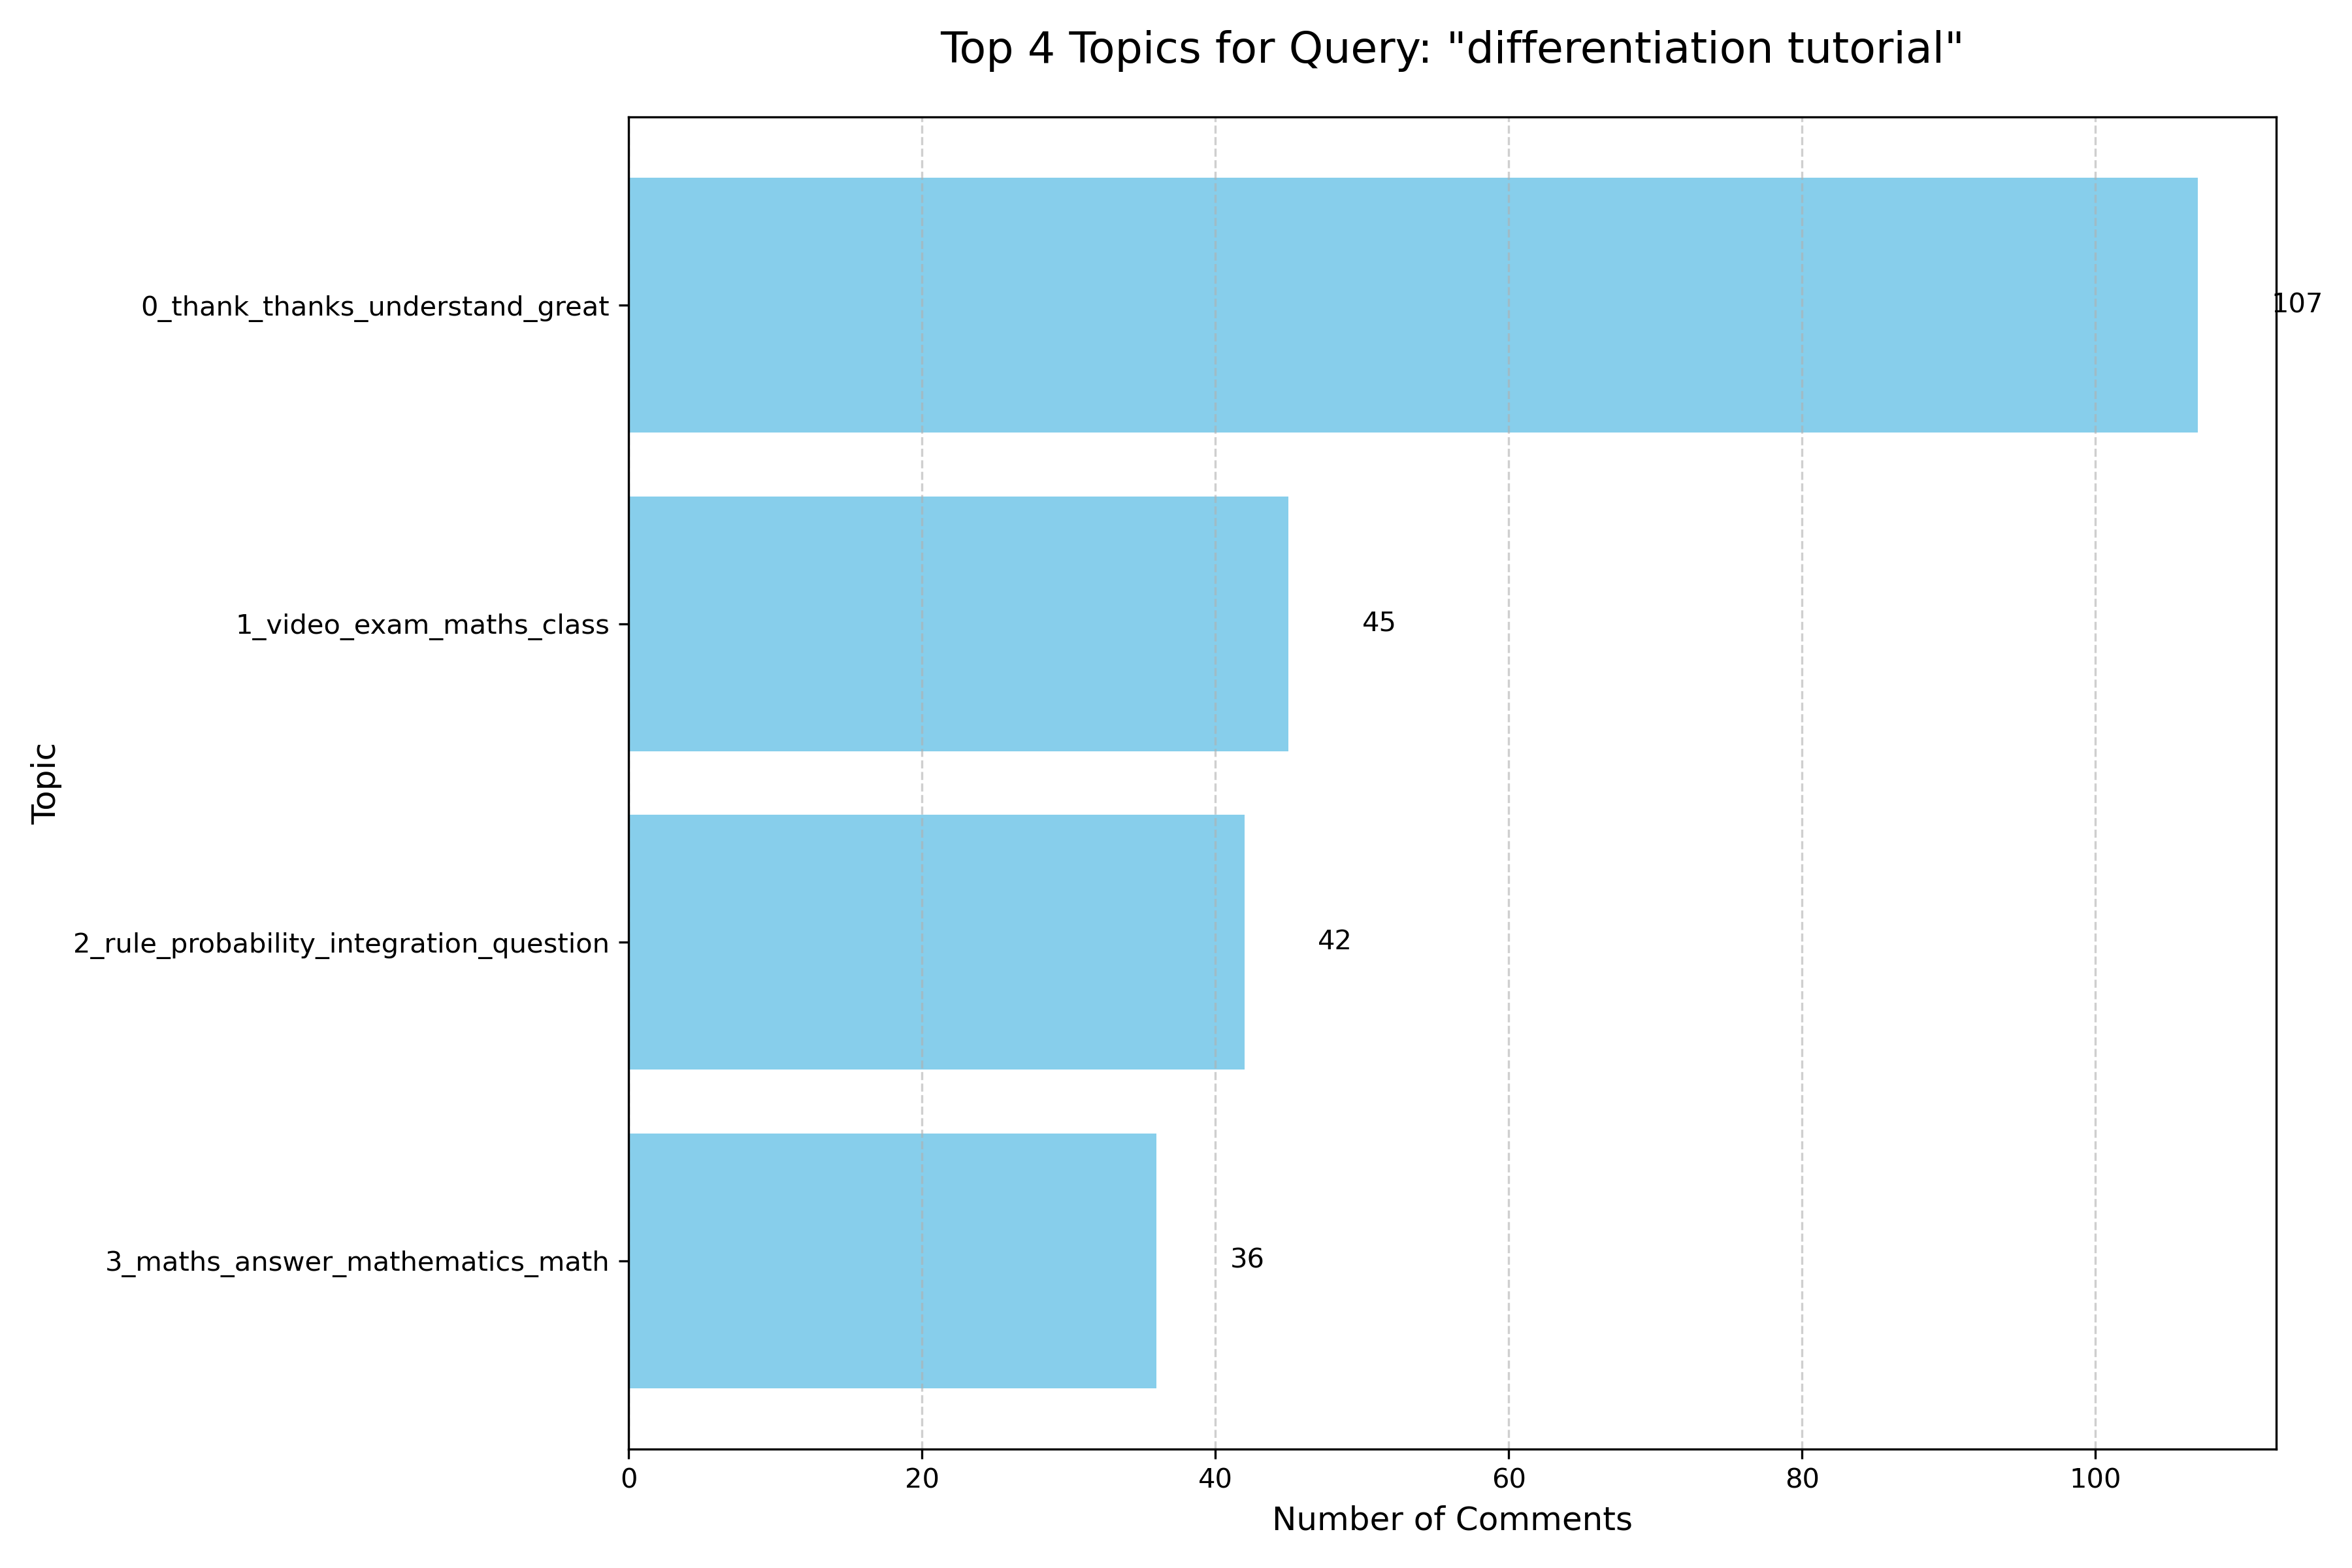 Top 4 Topics for Query: "differentiation tutorial"
0_thank_thanks_understand_great
107
1_video_exam_maths_class
45
Topic
2_rule_probability_integration_question
42
3_maths_answer_mathematics_math
36
0 20 40 60 80 100
Number of Comments